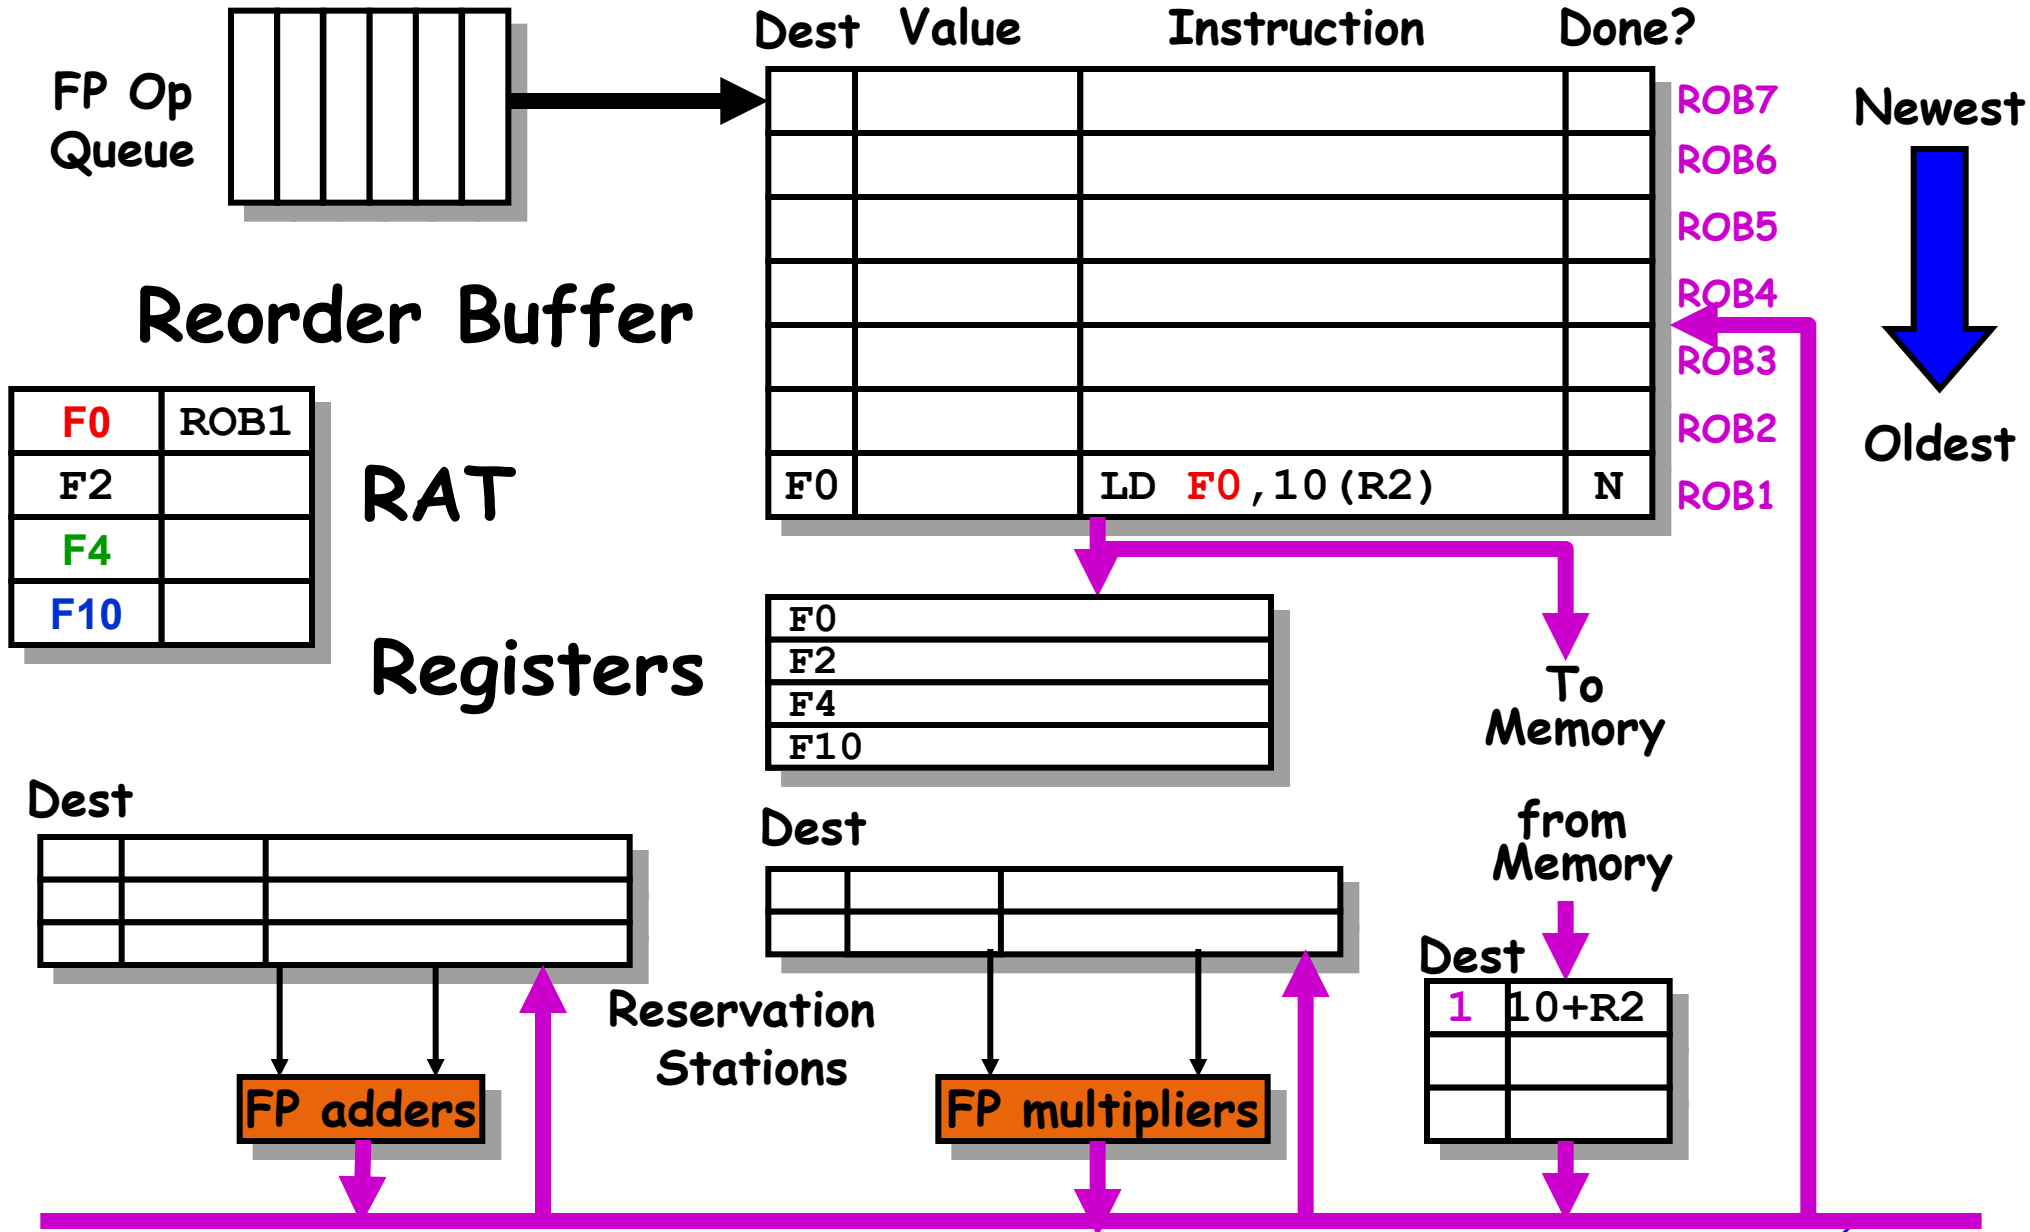 Dest Value Instruction Done?
FP Op
Queue
ROB7
ROB6
ROB5
ROB4
ROB3
ROB2
F0 LD F0,10(R2) N ROB1
Newest
Oldest
Reorder Buffer
F0 ROB1
F2
F4
F10
RAT
Registers
F0
F2
F4
F10
To
Memory
from
Memory
Dest
Dest
Dest
1 10+R2
Reservation
Stations
FP adders
FP multipliers